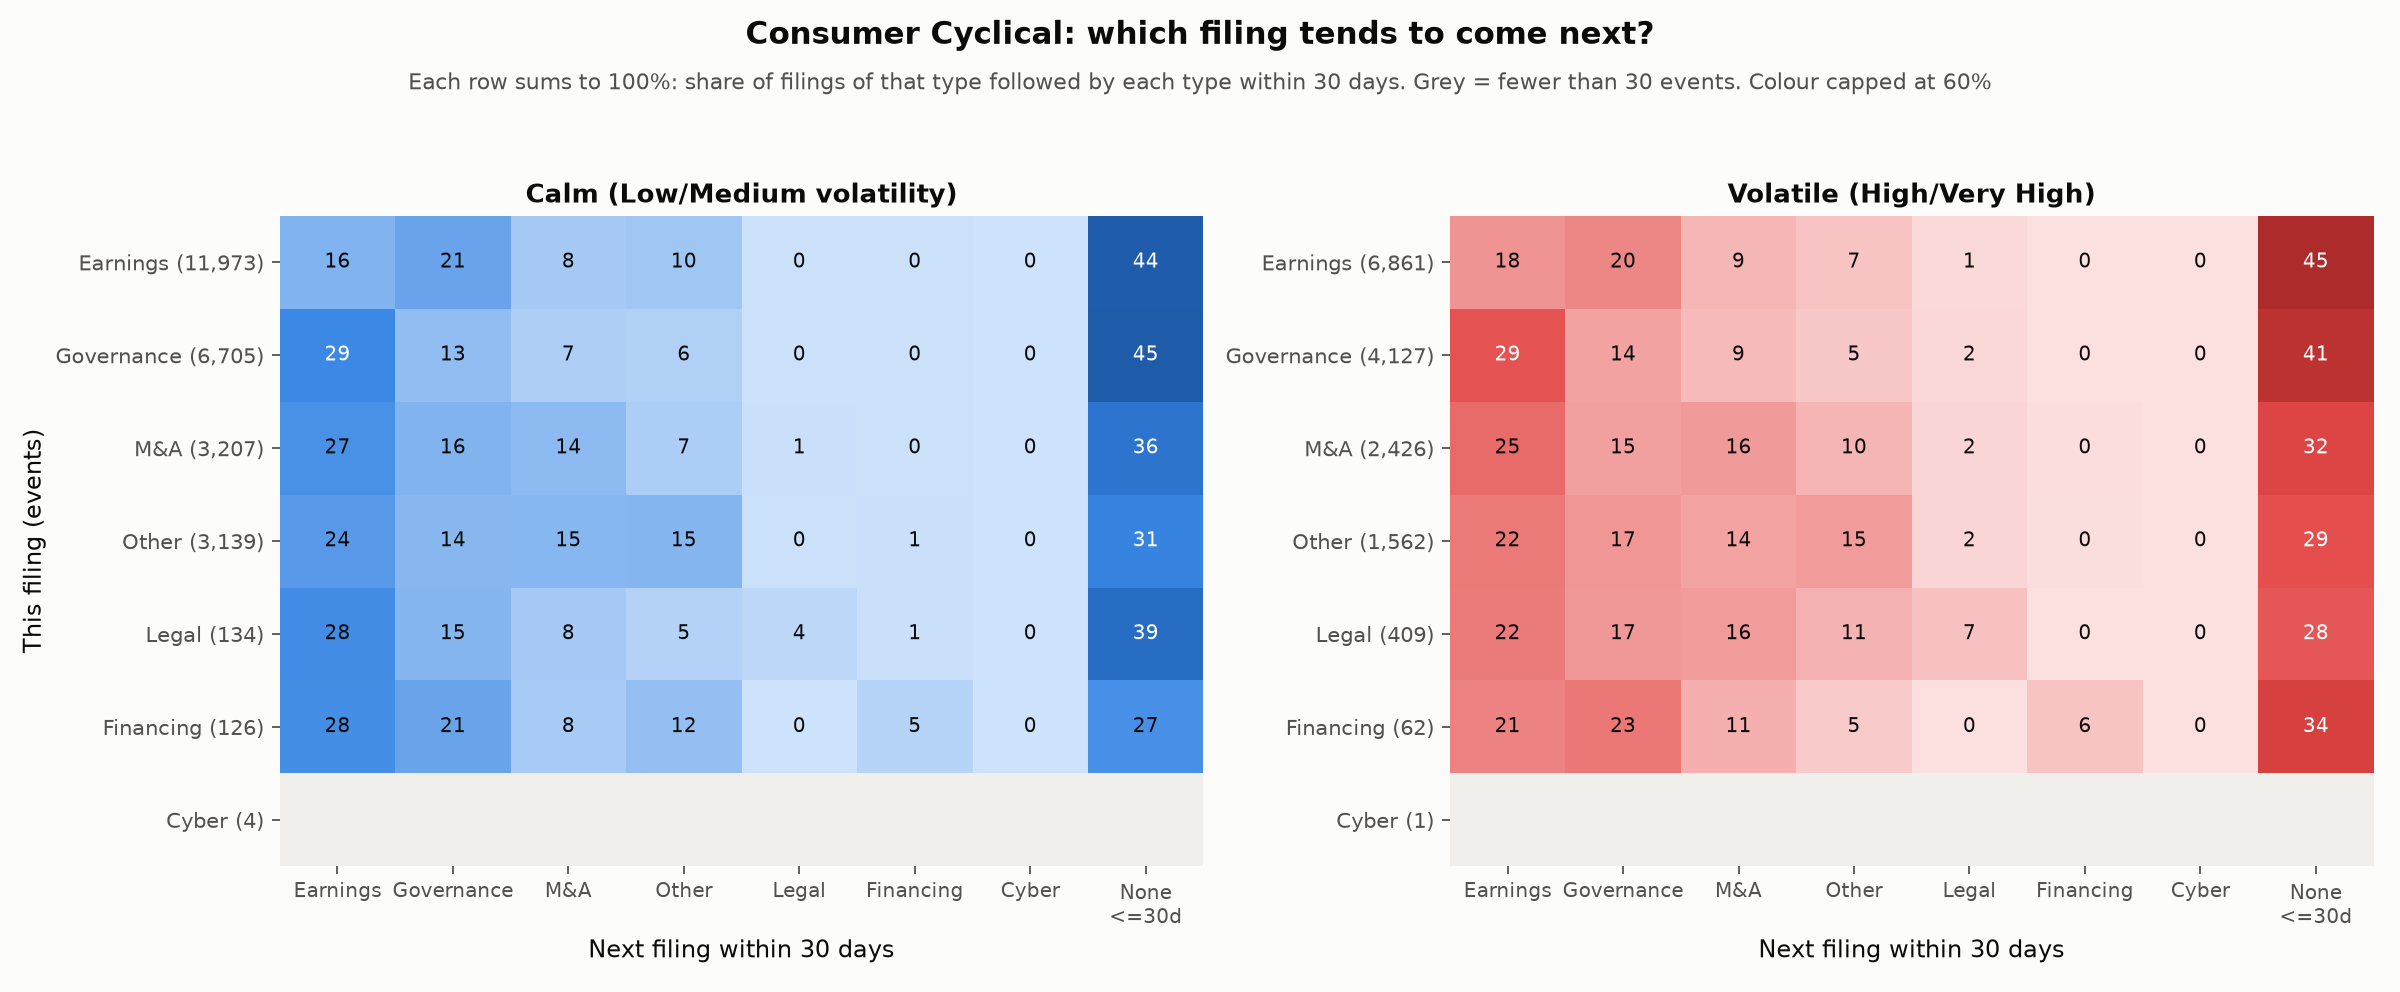 Consumer Cyclical: which filing tends to come next?
Each row sums to 100%: share of filings of that type followed by each type within 30 days. Grey = fewer than 30 events. Colour capped at 60%
Calm (Low/Medium volatility)
This filing (events)
Earnings (11,973) 16 21 8 10 0 0 0 44
Governance (6,705) 29 13 7 6 0 0 0 45
M&A (3,207) 27 16 14 7 1 0 0 36
Other (3,139) 24 14 15 15 0 1 0 31
Legal (134) 28 15 8 5 4 1 0 39
Financing (126) 28 21 8 12 0 5 0 27
Cyber (4)
Earnings Governance M&A Other Legal Financing Cyber None
<=30d
Next filing within 30 days
Volatile (High/Very High)
Earnings (6,861) 18 20 9 7 1 0 0 45
Governance (4,127) 29 14 9 5 2 0 0 41
M&A (2,426) 25 15 16 10 2 0 0 32
Other (1,562) 22 17 14 15 2 0 0 29
Legal (409) 22 17 16 11 7 0 0 28
Financing (62) 21 23 11 5 0 6 0 34
Cyber (1)
Earnings Governance M&A Other Legal Financing Cyber None
<=30d
Next filing within 30 days